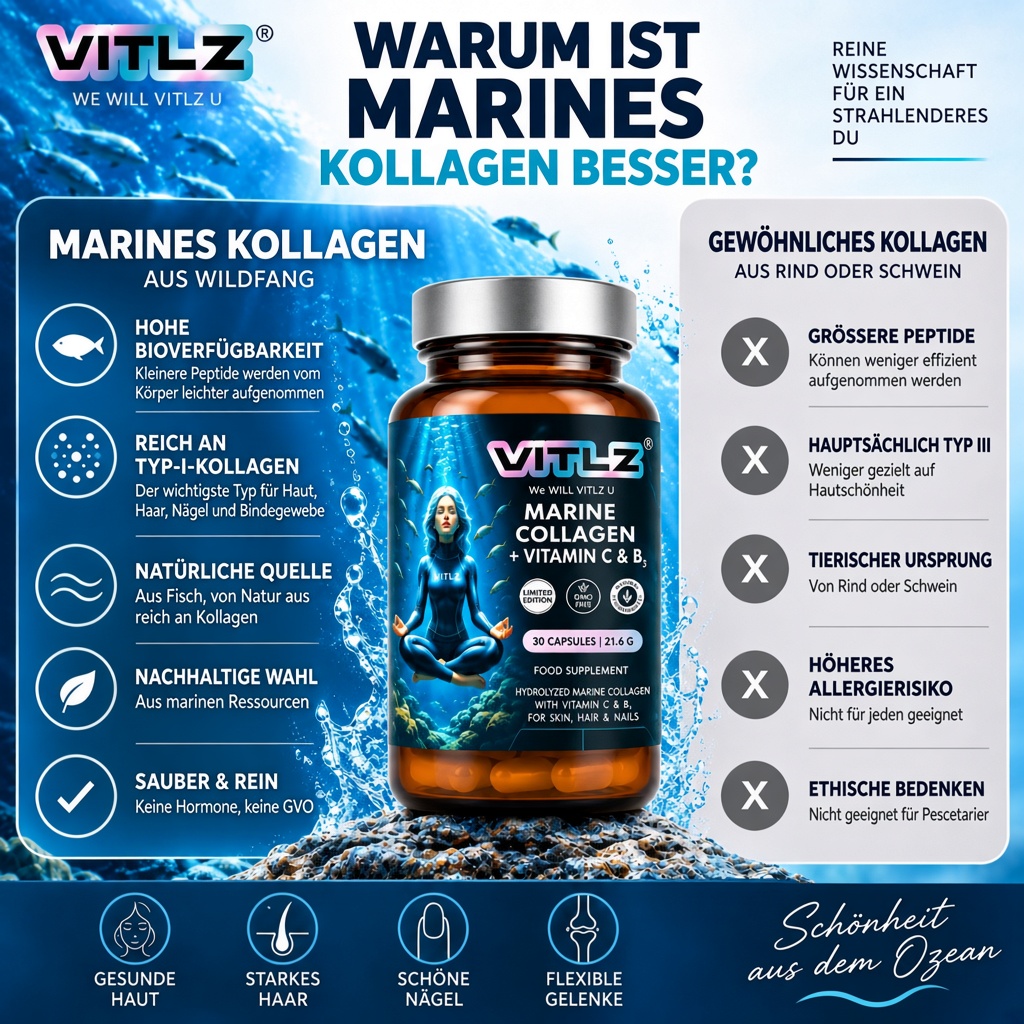 VITLZ®
WE WILL VITLZ U
WARUM IST
MARINES
KOLLAGEN BESSER?
REINE
WISSENSCHAFT
FÜR EIN
STRAHLENDERES
DU
MARINES KOLLAGEN
AUS WILDFANG
HOHE
BIOVERFÜGBARKEIT
Kleinere Peptide werden vom
Körper leichter aufgenommen
REICH AN
TYP-I-KOLLAGEN
Der wichtigste Typ für Haut,
Haar, Nägel und Bindegewebe
NATÜRLICHE QUELLE
Aus Fisch, von Natur aus
reich an Kollagen
NACHHALTIGE WAHL
Aus marinen Ressourcen
SAUBER & REIN
Keine Hormone, keine GVO
VITLZ®
We WILL VITLZ U
MARINE
COLLAGEN
+ VITAMIN C & B₃
VITLZ
LIMITED
EDITION
FREE
30 CAPSULES | 21.6 G
FOOD SUPPLEMENT
HYDROLYZED MARINE COLLAGEN
WITH VITAMIN C & B,
FOR SKIN, HAIR & NAILS
GEWÖHNLICHES KOLLAGEN
AUS RIND ODER SCHWEIN
X
GRÖSSERE PEPTIDE
Können weniger effizient
aufgenommen werden
X
HAUPTSÄCHLICH TYP III
Weniger gezielt auf
Hautschönheit
X
TIERISCHER URSPRUNG
Von Rind oder Schwein
X
HÖHERES
ALLERGIERISIKO
Nicht für jeden geeignet
X
ETHISCHE BEDENKEN
Nicht geeignet für Pescetarier
GESUNDE
HAUT
STARKES
HAAR
SCHÖNE
NÄGEL
FLEXIBLE
GELENKE
Schönheit
aus dem Ozean